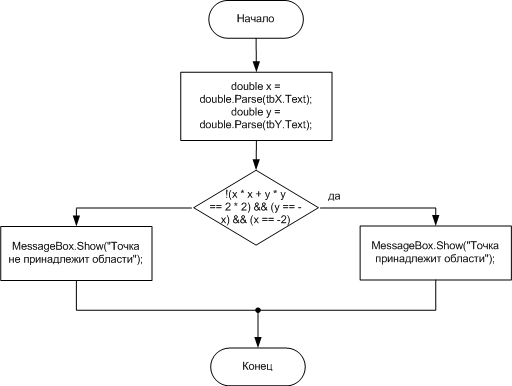 Начало
double x =
double.Parse(tbX.Text);
double y =
double.Parse(tbY.Text);
!(x * x + y * y
== 2 * 2) && (y == -
x) && (x == -2)
да
MessageBox.Show("Точка
не принадлежит области");
MessageBox.Show("Точка
принадлежит области");
Конец